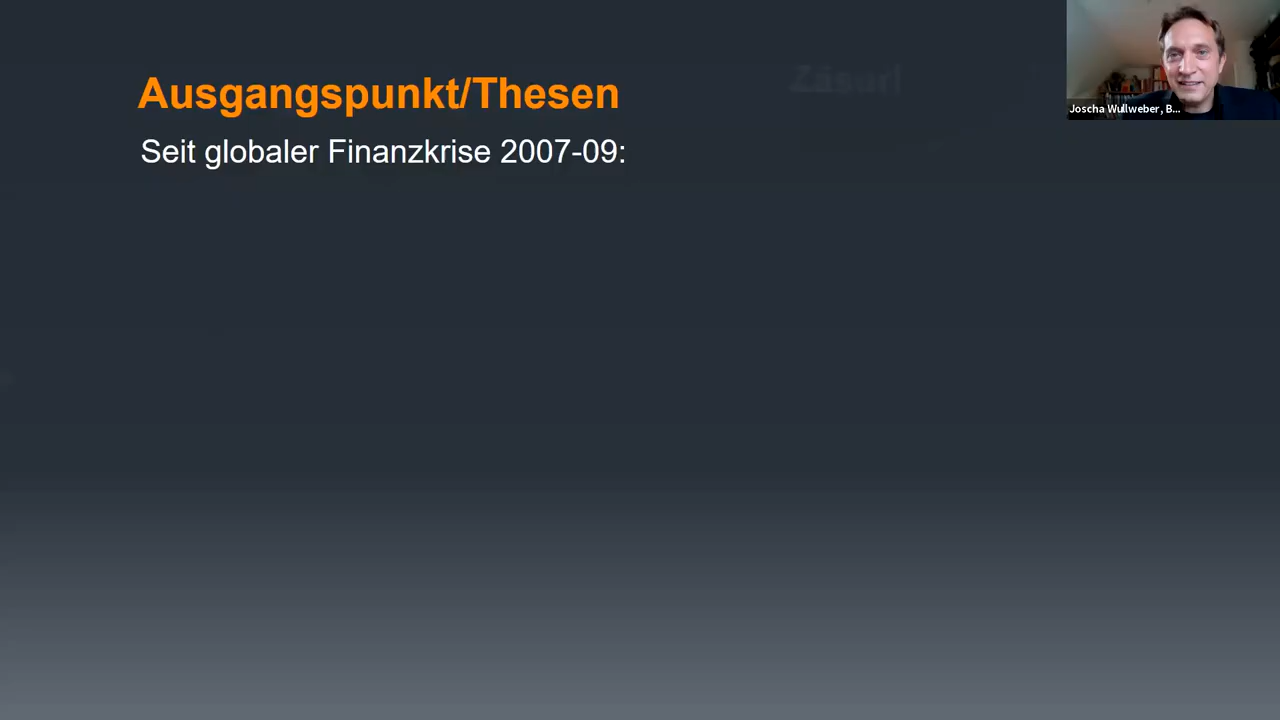 Ausgangspunkt/Thesen
Seit globaler Finanzkrise 2007-09:
Joscha Wullweber, B...